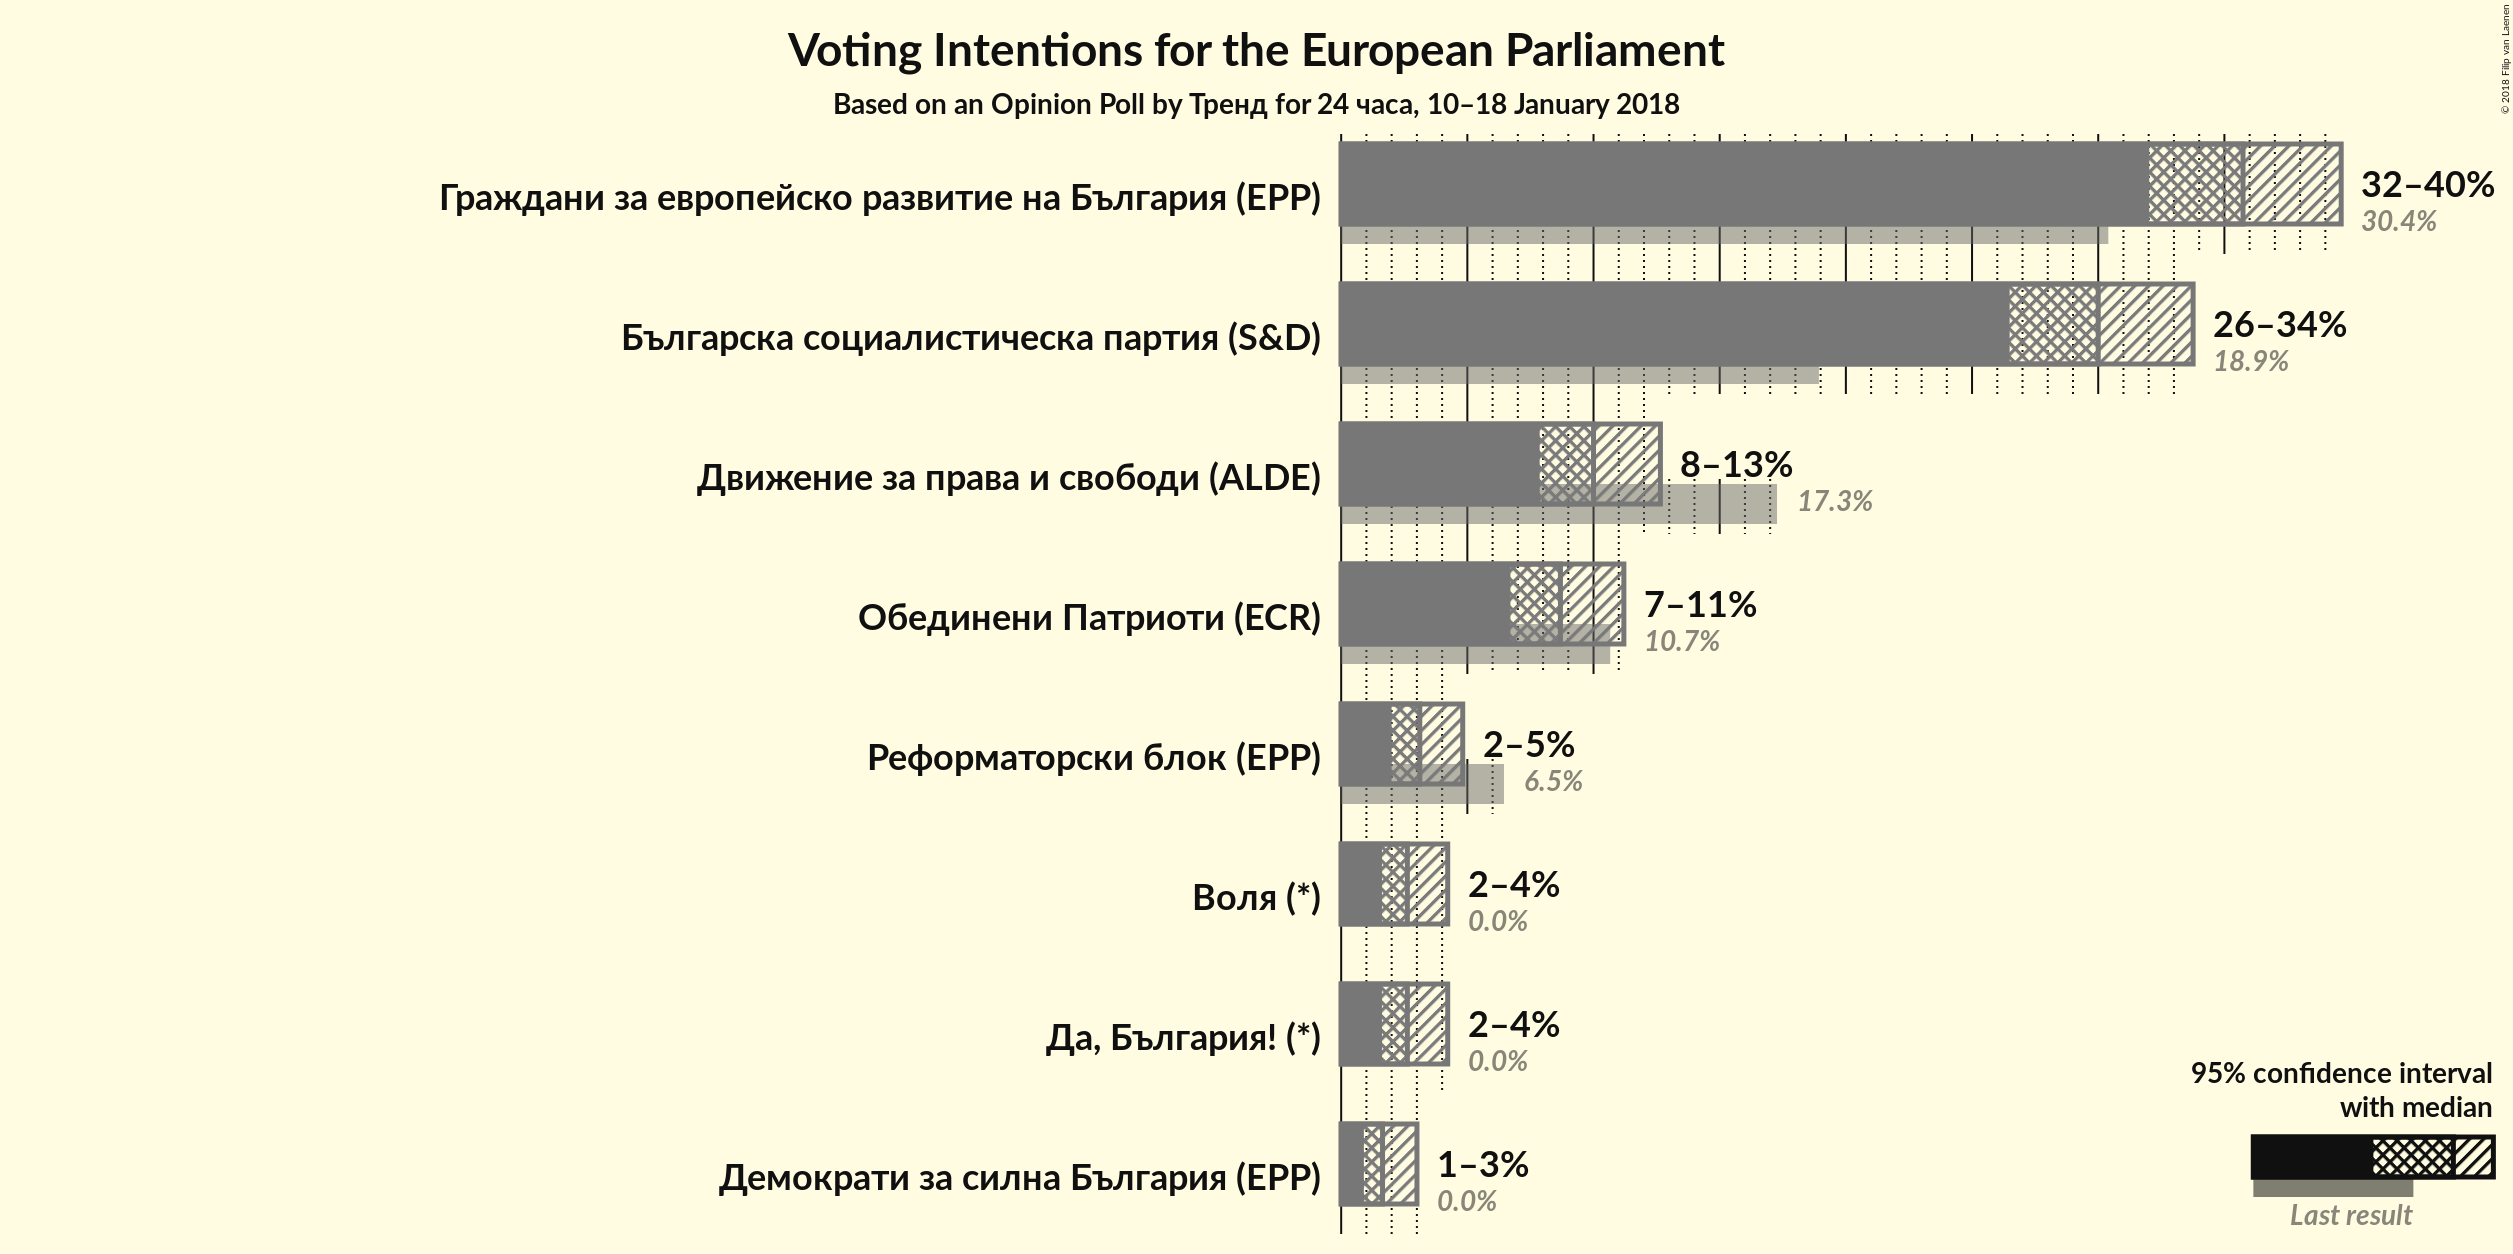 Voting Intentions for the European Parliament
Based on an Opinion Poll by Тренд for 24 часа, 10–18 January 2018
© 2018 Filip van Laenen
Граждани за европейско развитие на България (EPP)
32–40%
30.4%
Българска социалистическа партия (S&D)
26–34%
18.9%
Движение за права и свободи (ALDE)
8–13%
17.3%
Обединени Патриоти (ECR)
7–11%
10.7%
Реформаторски блок (EPP)
2–5%
6.5%
Воля (*)
2–4%
0.0%
Да, България! (*)
2–4%
0.0%
Демократи за силна България (EPP)
1–3%
0.0%
95% confidence interval
with median
Last result